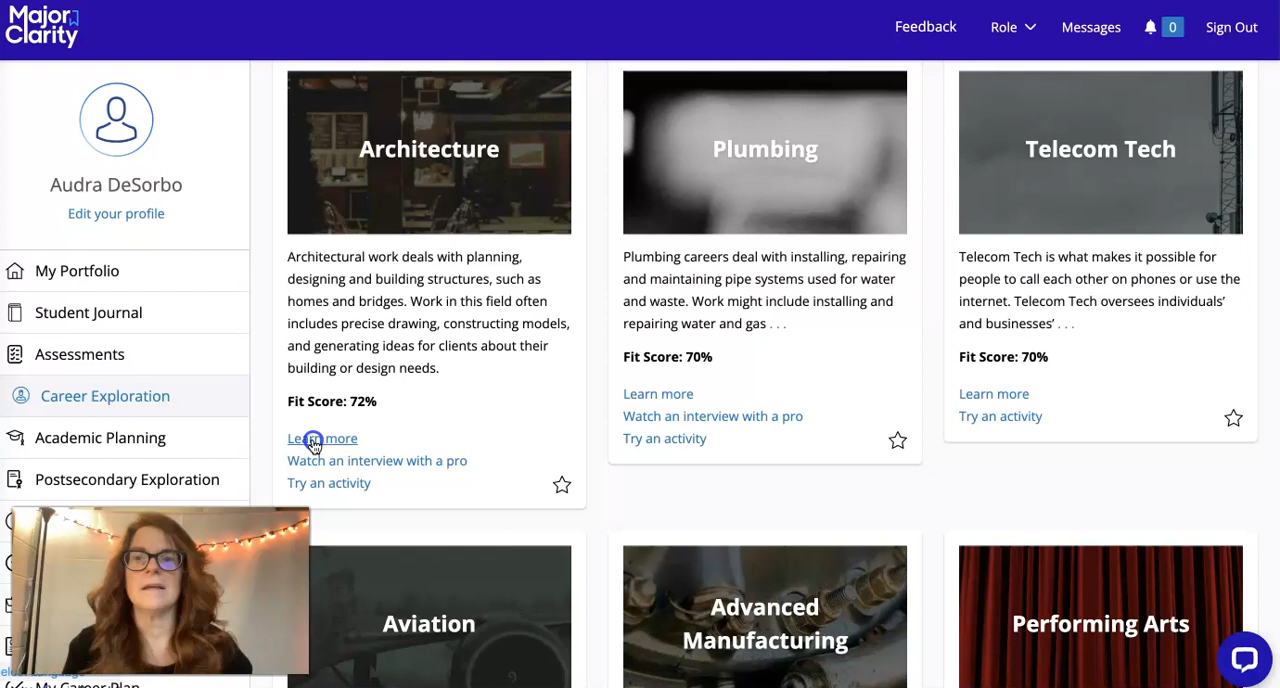 Major
Clarity
Feedback
Role
Messages
0
Sign Out
Audra DeSorbo
Edit your profile
My Portfolio
Student Journal
Assessments
Career Exploration
Academic Planning
Postsecondary Exploration
My Career Plan
Architecture
Architectural work deals with planning,
designing and building structures, such as
homes and bridges. Work in this field often
includes precise drawing, constructing models,
and generating ideas for clients about their
building or design needs.
Fit Score: 72%
Learn more
Watch an interview with a pro
Try an activity
Plumbing
Plumbing careers deal with installing, repairing
and maintaining pipe systems used for water
and waste. Work might include installing and
repairing water and gas . . .
Fit Score: 70%
Learn more
Watch an interview with a pro
Try an activity
Telecom Tech
Telecom Tech is what makes it possible for
people to call each other on phones or use the
internet. Telecom Tech oversees individuals’
and businesses’ . . .
Fit Score: 70%
Learn more
Try an activity
Aviation
Advanced
Manufacturing
Performing Arts